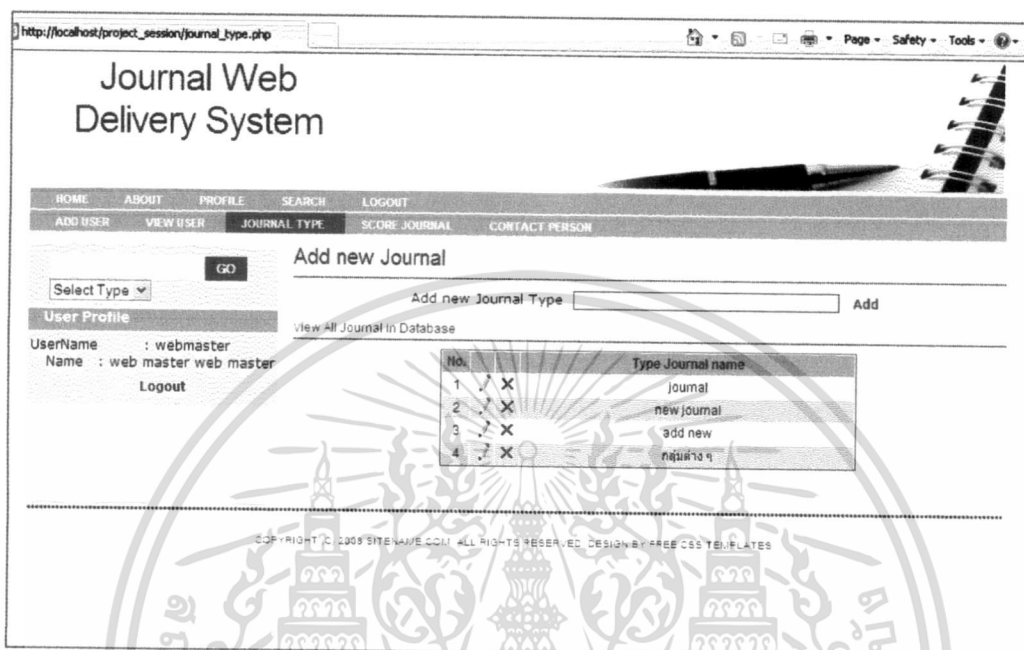 http://localhost/project_session/journal_type.php
Page Safety Tools
Journal Web
Delivery System
HOME ABOUT PROFILE SEARCH LOGOUT
ADD USER VIEW USER JOURNAL TYPE SCORE JOURNAL CONTACT PERSON
GO
Select Type
User Profile
UserName : webmaster
Name : web master web master
Logout
Add new Journal
Add new Journal Type Add
View All Journal in Database
No. Type Journal name
1 journal
2 new journal
3 add new
4 กลุ่มต่าง ๆ
COPYRIGHT (C) 2008 SITENAME.COM. ALL RIGHTS RESERVED. DESIGN BY FREE CSS TEMPLATES